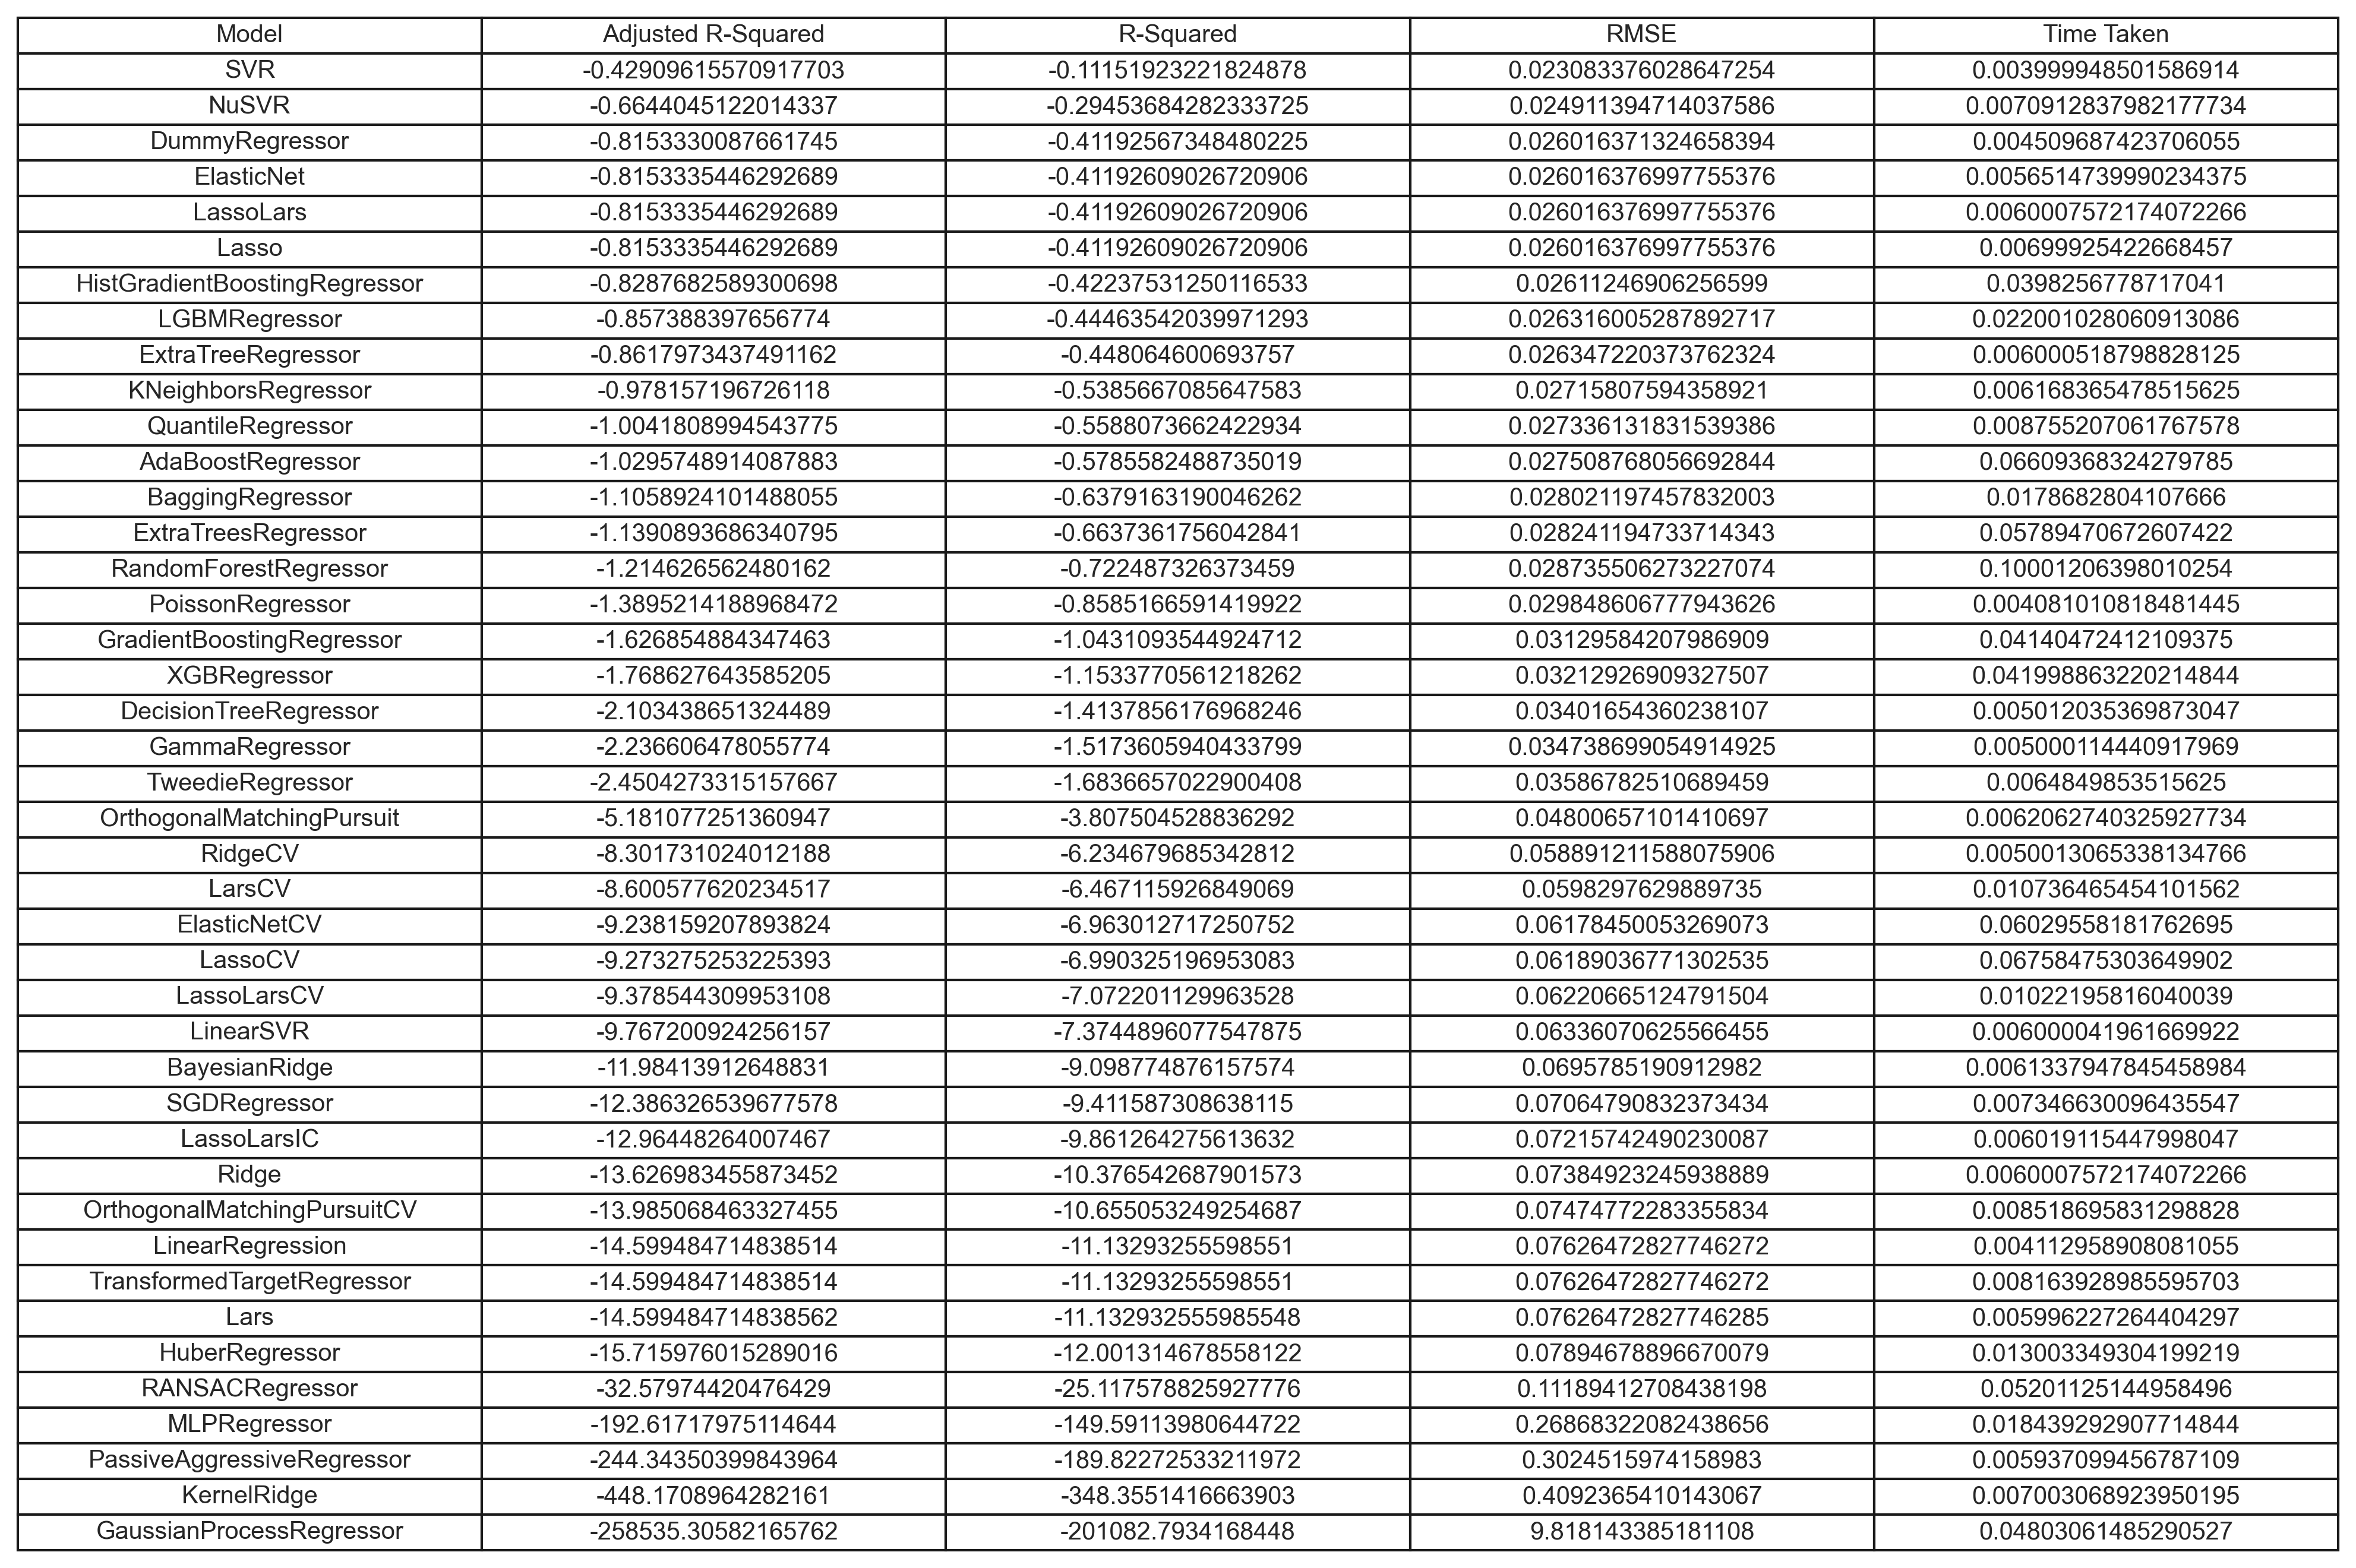 Model Adjusted R-Squared R-Squared RMSE Time Taken
SVR -0.42909615570917703 -0.11151923221824878 0.023083376028647254 0.003999948501586914
NuSVR -0.6644045122014337 -0.29453684282333725 0.024911394714037586 0.0070912837982177734
DummyRegressor -0.8153330087661745 -0.41192567348480225 0.026016371324658394 0.004509687423706055
ElasticNet -0.8153335446292689 -0.41192609026720906 0.026016376997755376 0.0056514739990234375
LassoLars -0.8153335446292689 -0.41192609026720906 0.026016376997755376 0.0060007572174072266
Lasso -0.8153335446292689 -0.41192609026720906 0.026016376997755376 0.00699925422668457
HistGradientBoostingRegressor -0.8287682589300698 -0.42237531250116533 0.02611246906256599 0.0398256778717041
LGBMRegressor -0.857388397656774 -0.44463542039971293 0.026316005287892717 0.022001028060913086
ExtraTreeRegressor -0.8617973437491162 -0.448064600693757 0.026347220373762324 0.006000518798828125
KNeighborsRegressor -0.978157196726118 -0.5385667085647583 0.02715807594358921 0.006168365478515625
QuantileRegressor -1.0041808994543775 -0.5588073662422934 0.027336131831539386 0.008755207061767578
AdaBoostRegressor -1.0295748914087883 -0.5785582488735019 0.027508768056692844 0.06609368324279785
BaggingRegressor -1.1058924101488055 -0.6379163190046262 0.028021197457832003 0.0178682804107666
ExtraTreesRegressor -1.1390893686340795 -0.6637361756042841 0.028241194733714343 0.05789470672607422
RandomForestRegressor -1.214626562480162 -0.722487326373459 0.028735506273227074 0.10001206398010254
PoissonRegressor -1.3895214188968472 -0.8585166591419922 0.029848606777943626 0.004081010818481445
GradientBoostingRegressor -1.626854884347463 -1.0431093544924712 0.03129584207986909 0.04140472412109375
XGBRegressor -1.768627643585205 -1.1533770561218262 0.03212926909327507 0.041998863220214844
DecisionTreeRegressor -2.103438651324489 -1.4137856176968246 0.03401654360238107 0.005012035369873047
GammaRegressor -2.236606478055774 -1.5173605940433799 0.034738699054914925 0.005000114440917969
TweedieRegressor -2.4504273315157667 -1.6836657022900408 0.03586782510689459 0.0064849853515625
OrthogonalMatchingPursuit -5.181077251360947 -3.807504528836292 0.04800657101410697 0.0062062740325927734
RidgeCV -8.301731024012188 -6.234679685342812 0.058891211588075906 0.0050013065338134766
LarsCV -8.600577620234517 -6.467115926849069 0.0598297629889735 0.010736465454101562
ElasticNetCV -9.238159207893824 -6.963012717250752 0.06178450053269073 0.06029558181762695
LassoCV -9.273275253225393 -6.990325196953083 0.06189036771302535 0.06758475303649902
LassoLarsCV -9.378544309953108 -7.072201129963528 0.06220665124791504 0.01022195816040039
LinearSVR -9.767200924256157 -7.3744896077547875 0.06336070625566455 0.006000041961669922
BayesianRidge -11.98413912648831 -9.098774876157574 0.0695785190912982 0.0061337947845458984
SGDRegressor -12.386326539677578 -9.411587308638115 0.07064790832373434 0.007346630096435547
LassoLarsIC -12.96448264007467 -9.861264275613632 0.07215742490230087 0.006019115447998047
Ridge -13.626983455873452 -10.376542687901573 0.07384923245938889 0.0060007572174072266
OrthogonalMatchingPursuitCV -13.985068463327455 -10.655053249254687 0.07474772283355834 0.008518695831298828
LinearRegression -14.599484714838514 -11.13293255598551 0.07626472827746272 0.004112958908081055
TransformedTargetRegressor -14.599484714838514 -11.13293255598551 0.07626472827746272 0.008163928985595703
Lars -14.599484714838562 -11.132932555985548 0.07626472827746285 0.005996227264404297
HuberRegressor -15.715976015289016 -12.001314678558122 0.07894678896670079 0.013003349304199219
RANSACRegressor -32.57974420476429 -25.117578825927776 0.11189412708438198 0.05201125144958496
MLPRegressor -192.61717975114644 -149.59113980644722 0.26868322082438656 0.018439292907714844
PassiveAggressiveRegressor -244.34350399843964 -189.82272533211972 0.3024515974158983 0.005937099456787109
KernelRidge -448.1708964282161 -348.3551416663903 0.4092365410143067 0.007003068923950195
GaussianProcessRegressor -258535.30582165762 -201082.7934168448 9.818143385181108 0.04803061485290527